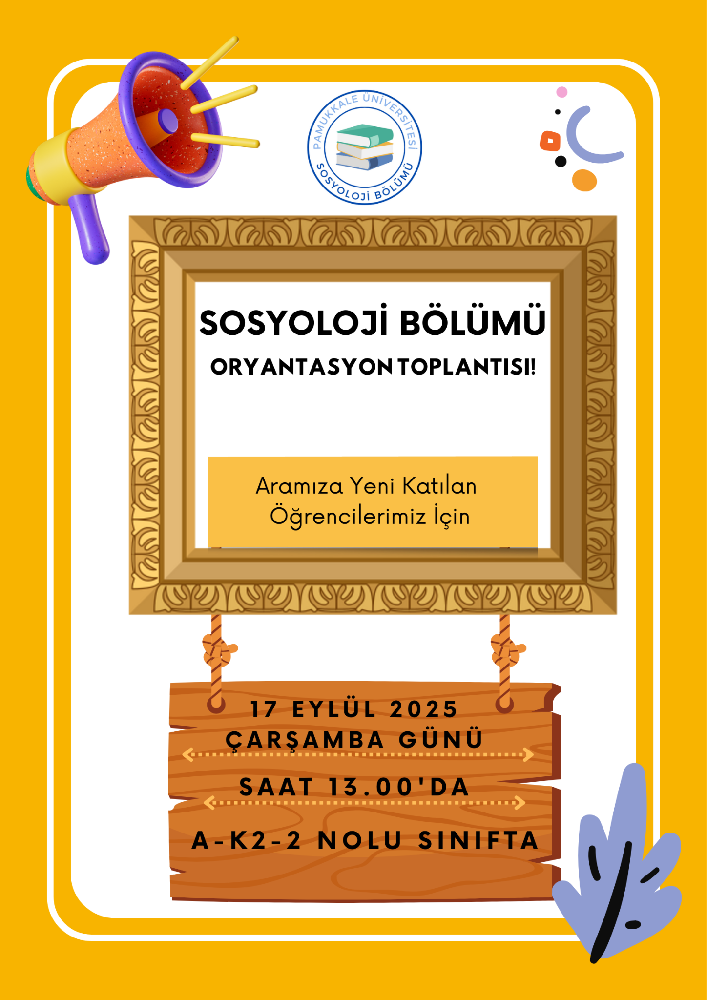 PAMUKKALE ÜNİVERSİTESİ
SOSYOLOJİ BÖLÜMÜ
SOSYOLOJİ BÖLÜMÜ
ORYANTASYON TOPLANTISI!
Aramıza Yeni Katılan
Öğrencilerimiz İçin
17 EYLÜL 2025
ÇARŞAMBA GÜNÜ
SAAT 13.00'DA
A-K2-2 NOLU SINIFTA